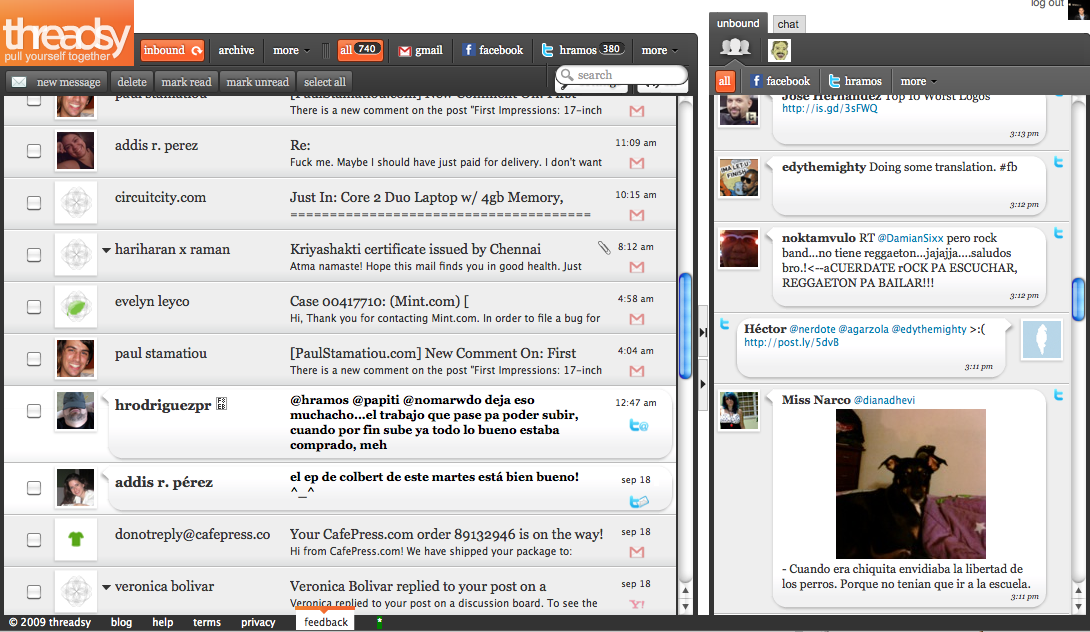 log out
threadsy
pull yourself together
inbound
archive
more
all 740
gmail
facebook
hramos 380
more
new message
delete
mark read
mark unread
select all
search
paul stamatiou
[PaulStamatiou.com] New Comment On: First
There is a new comment on the post "First Impressions: 17-inch
addis r. perez
Re:
11:09 am
Fuck me. Maybe I should have just paid for delivery. I don't want
circuitcity.com
Just In: Core 2 Duo Laptop w/ 4gb Memory,
10:15 am
======================================
hariharan x raman
Kriyashakti certificate issued by Chennai
8:12 am
Atma namaste! Hope this mail finds you in good health. Just
evelyn leyco
Case 00417710: (Mint.com) [
4:58 am
Hi, Thank you for contacting Mint.com. In order to file a bug for
paul stamatiou
[PaulStamatiou.com] New Comment On: First
4:04 am
There is a new comment on the post "First Impressions: 17-inch
hrodriguezpr
@hramos @papiti @nomarwdo deja eso
muchacho...el trabajo que pase pa poder subir,
cuando por fin sube ya todo lo bueno estaba
comprado, meh
12:47 am
addis r. pérez
el ep de colbert de este martes está bien bueno!
^_^
sep 18
donotreply@cafepress.co
Your CafePress.com order 89132946 is on the way!
sep 18
Hi from CafePress.com! We have shipped your package to:
veronica bolivar
Veronica Bolivar replied to your post on a
sep 18
Veronica replied to your post on a discussion board. To see the
© 2009 threadsy
blog
help
terms
privacy
feedback
*
unbound
chat
all
facebook
hramos
more
Jose Hernandez Top 10 Worst Logos
http://is.gd/3sFWQ
3:13 pm
IMA LET U
FINISH
edythemighty Doing some translation. #fb
3:12 pm
noktamvulo RT @DamianSixx pero rock
band...no tiene reggaeton...jajajja....saludos
bro.!<--aCUERDATE rOCK PA ESCUCHAR,
REGGAETON PA BAILAR!!!
3:12 pm
Héctor @nerdote @agarzola @edythemighty >:(
http://post.ly/5dvB
3:11 pm
Miss Narco @dianadhevi
- Cuando era chiquita envidiaba la libertad de
los perros. Porque no tenian que ir a la escuela.
3:11 pm